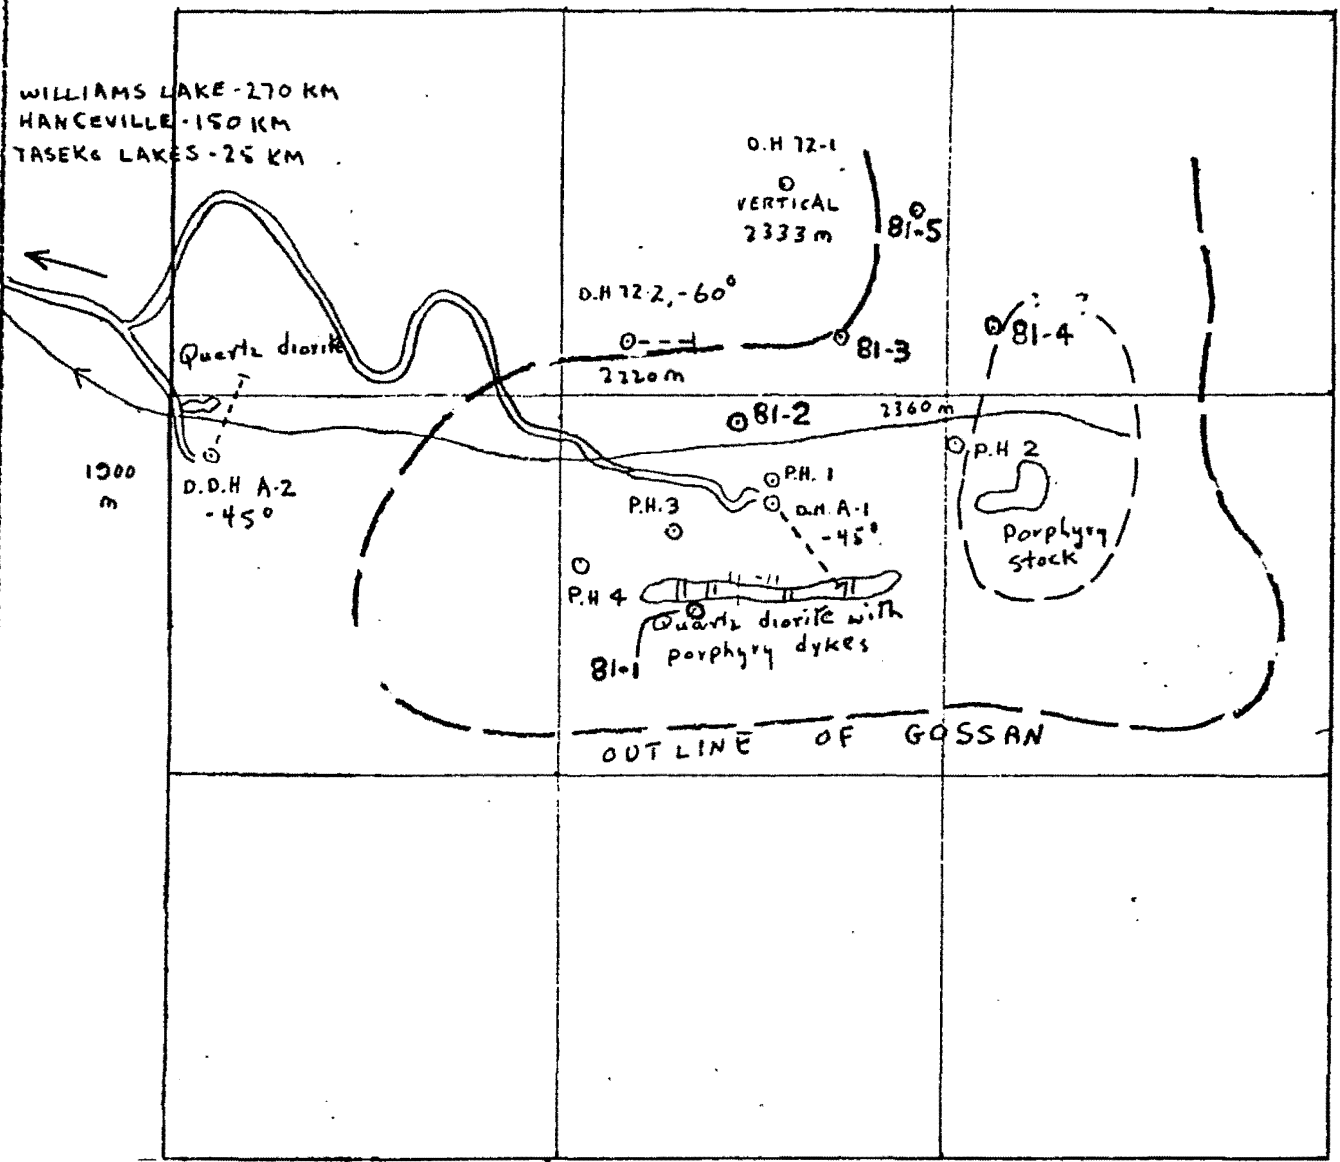 WILLIAMS LAKE - 270 KM
HANCEVILLE - 150 KM
TASEKO LAKES - 25 KM
D.H 72-1
VERTICAL
2333 m
81-5
D.H 72-2, -60°
2220 m
81-3
? ?
81-4
Quartz diorite
81-2
2360 m
1900
m
D.D.H A-2
-45°
P.H. 1
P.H 2
P.H. 3
D.H. A-1
-45°
Porphyry
stock
P.H 4
Quartz diorite with
porphyry dykes
81-1
OUTLINE OF GOSSAN